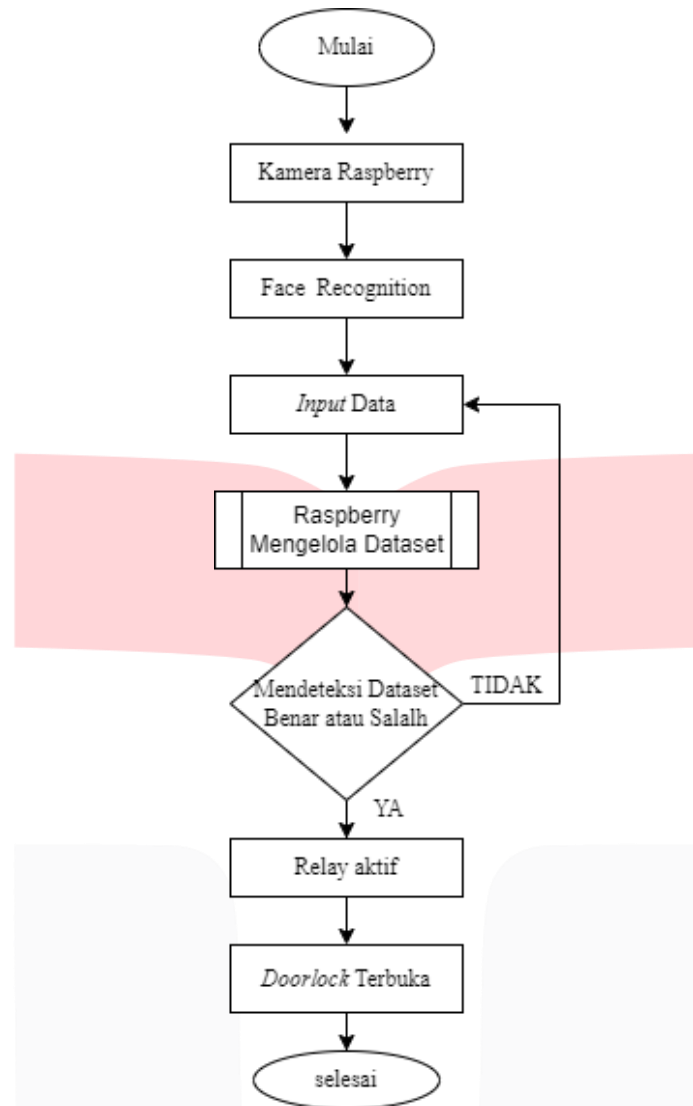 Mulai
Kamera Raspberry
Face Recognition
Input Data
Raspberry
Mengelola Dataset
Mendeteksi Dataset
Benar atau Salalh
TIDAK
YA
Relay aktif
Doorlock Terbuka
selesai